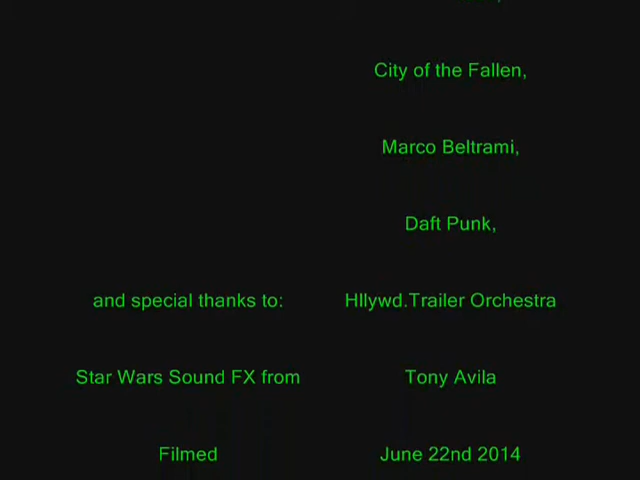 City of the Fallen,
Marco Beltrami,
Daft Punk,
and special thanks to: Hllywd.Trailer Orchestra
Star Wars Sound FX from Tony Avila
Filmed June 22nd 2014